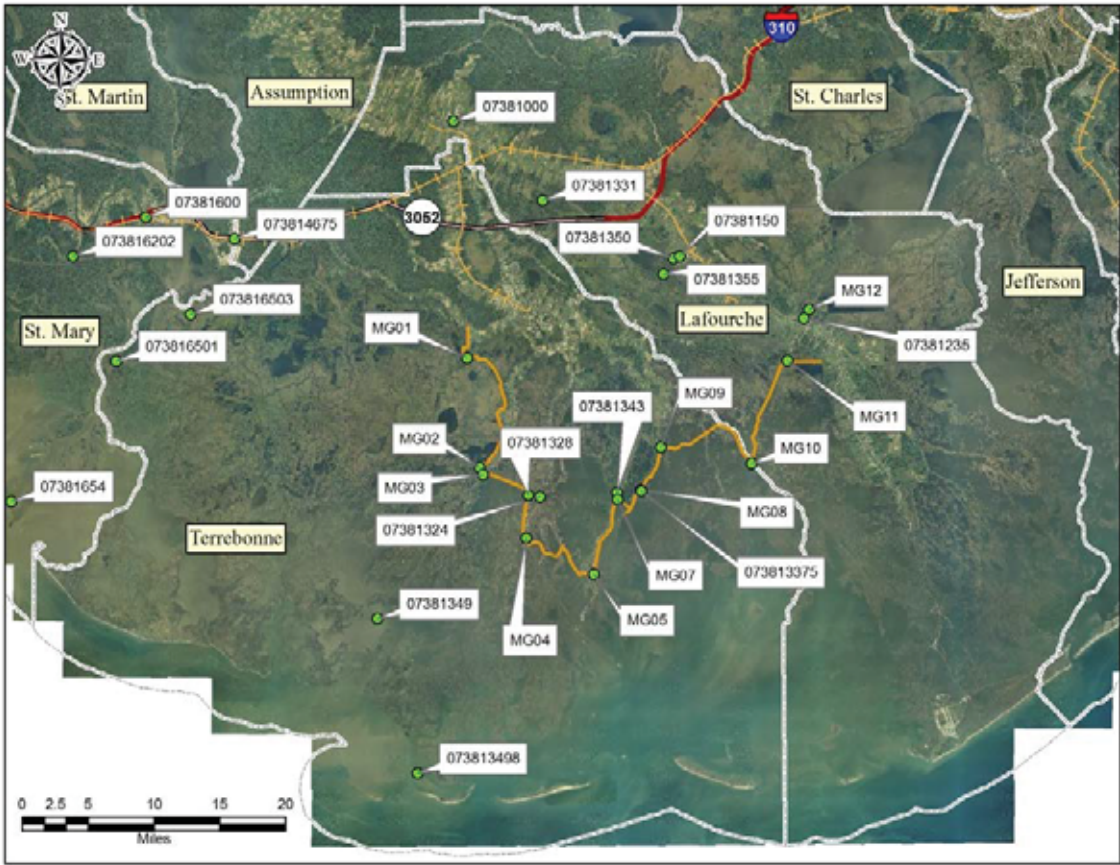 N
W E
S
310
St. Martin
Assumption
St. Charles
07381000
07381331
07381600
073814675
3052
07381150
07381350
073816202
07381355
Jefferson
073816503
MG12
Lafourche
St. Mary
MG01
073816501
07381235
MG09
07381343
MG11
MG02
07381328
MG10
MG03
07381654
MG08
07381324
Terrebonne
MG07
073813375
07381349
MG04
MG05
073813498
0 2.5 5 10 15 20
Miles